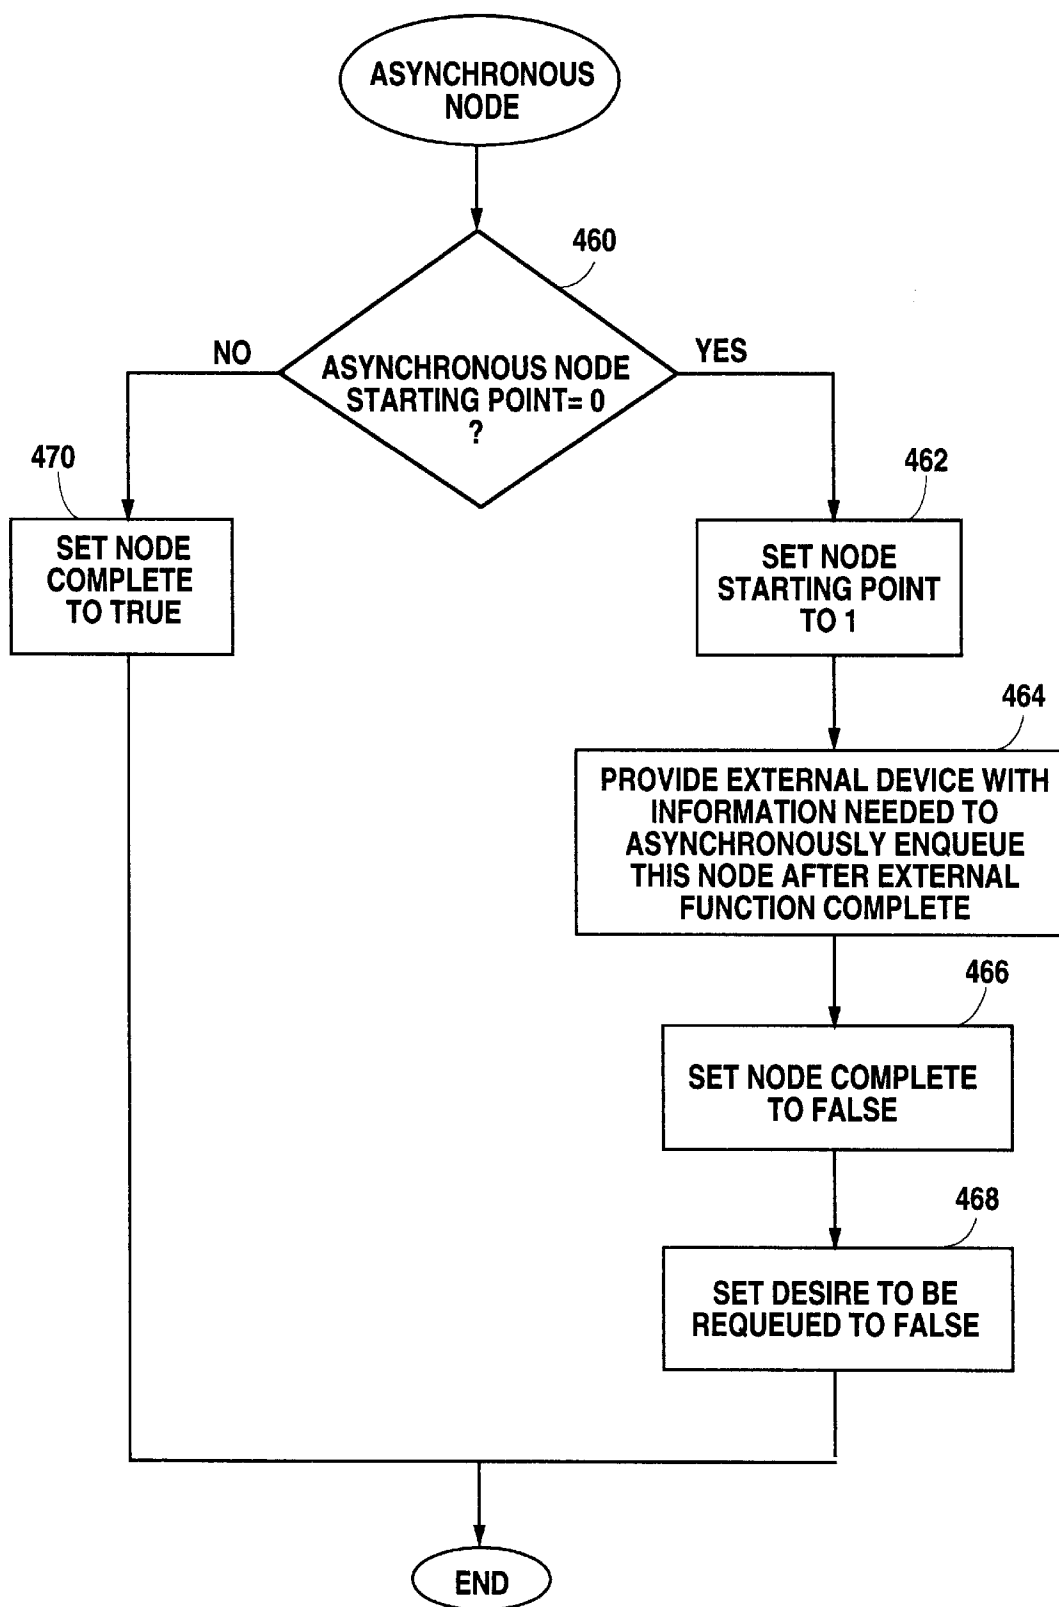 ASYNCHRONOUS
NODE
460
NO
YES
ASYNCHRONOUS NODE
STARTING POINT= 0
?
470
462
SET NODE
COMPLETE
TO TRUE
SET NODE
STARTING POINT
TO 1
464
PROVIDE EXTERNAL DEVICE WITH
INFORMATION NEEDED TO
ASYNCHRONOUSLY ENQUEUE
THIS NODE AFTER EXTERNAL
FUNCTION COMPLETE
466
SET NODE COMPLETE
TO FALSE
468
SET DESIRE TO BE
REQUEUED TO FALSE
END